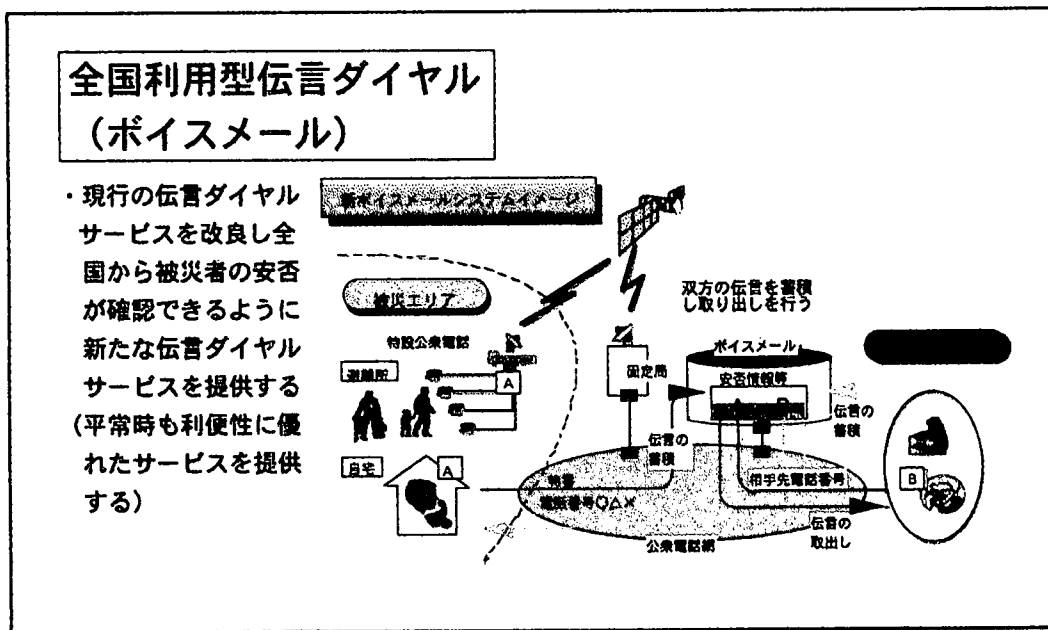 全国利用型伝言ダイヤル
（ボイスメール）
・現行の伝言ダイヤル
サービスを改良し全
国から被災者の安否
が確認できるように
新たな伝言ダイヤル
サービスを提供する
(平常時も利便性に優
れたサービスを提供
する)
新ボイスメールシステムイメージ
被災エリア
双方の伝言を蓄積
し取り出しを行う
特設公衆電話
避難所
A
固定局
ボイスメール
安否情報等
伝言の
蓄積
伝言の
蓄積
自宅
A
電話番号○△×
相手先電話番号
B
伝言の
取出し
公衆電話網